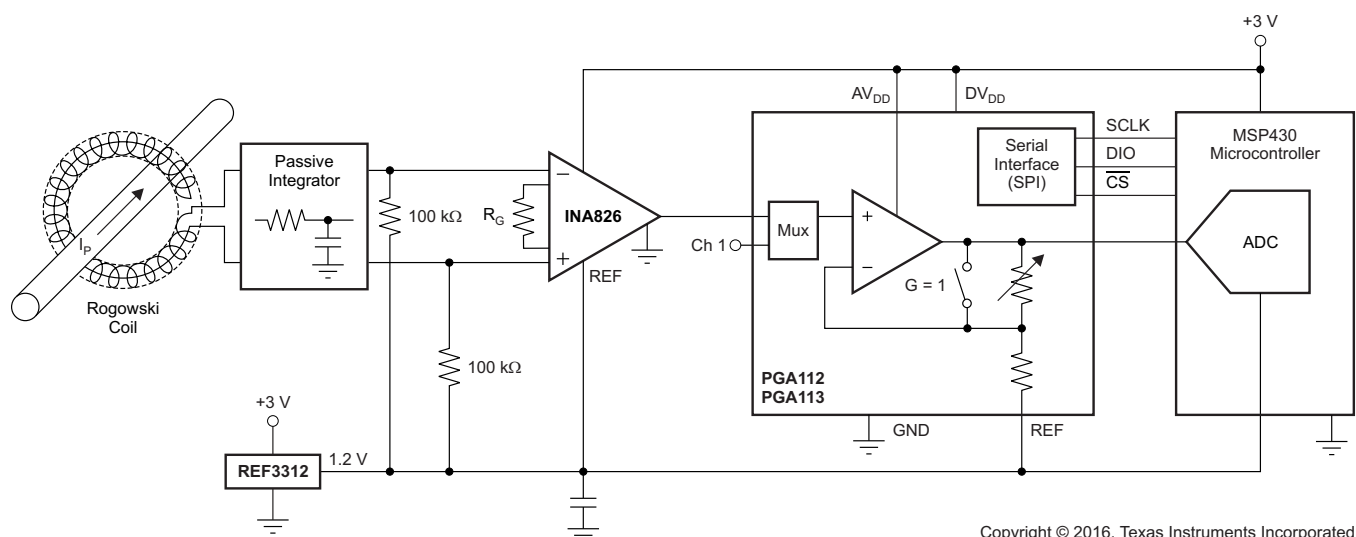 +3 V
AVDD
DVDD
SCLK
DIO
CS
Serial
Interface
(SPI)
MSP430
Microcontroller
Passive
Integrator
100 kΩ
RG
−
INA826
+
REF
Mux
Ch 1
+
−
G = 1
ADC
IP
Rogowski
Coil
100 kΩ
PGA112
PGA113
+3 V
GND
REF
REF3312
1.2 V
Copyright © 2016, Texas Instruments Incorporated